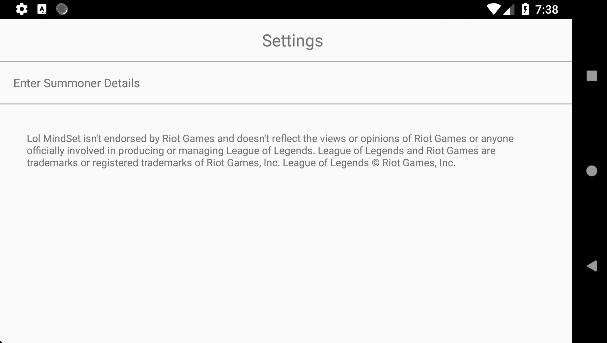 7:38
Settings
Enter Summoner Details
Lol MindSet isn't endorsed by Riot Games and doesn't reflect the views or opinions of Riot Games or anyone
officially involved in producing or managing League of Legends. League of Legends and Riot Games are
trademarks or registered trademarks of Riot Games, Inc. League of Legends © Riot Games, Inc.